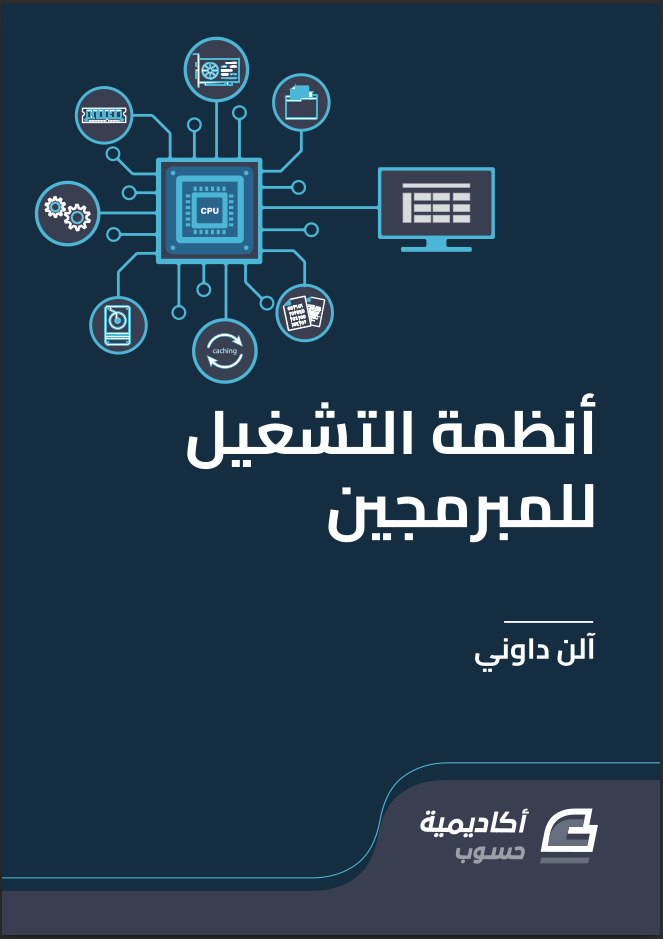 CPU
caching
أنظمة التشغيل
للمبرمجين
آلن داوني
أكاديمية
حسوب